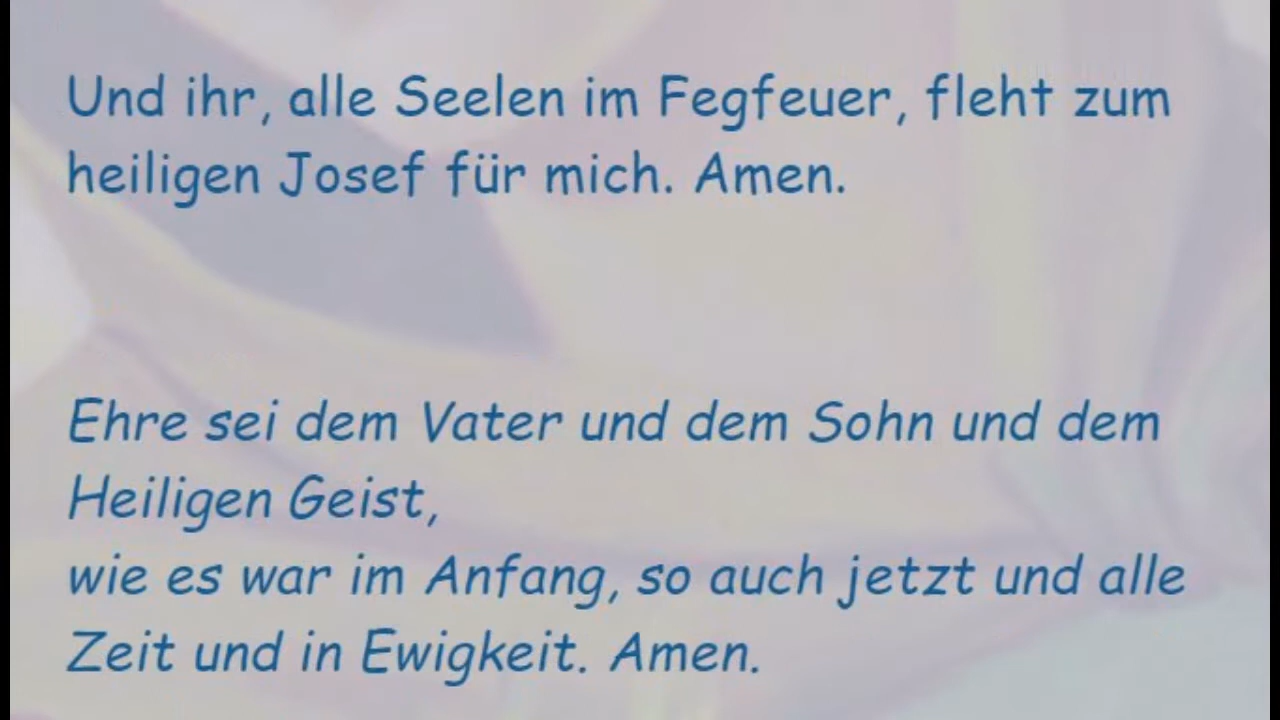 Und ihr, alle Seelen im Fegfeuer, fleht zum
heiligen Josef für mich. Amen.
Ehre sei dem Vater und dem Sohn und dem
Heiligen Geist,
wie es war im Anfang, so auch jetzt und alle
Zeit und in Ewigkeit. Amen.